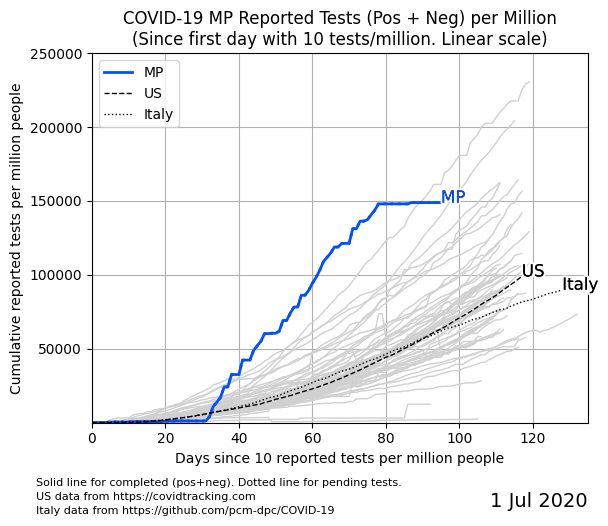 COVID-19 MP Reported Tests (Pos + Neg) per Million
(Since first day with 10 tests/million. Linear scale)
Cumulative reported tests per million people
250000
200000
150000
100000
50000
MP
US
Italy
MP
US
Italy
0 20 40 60 80 100 120
Days since 10 reported tests per million people
Solid line for completed (pos+neg). Dotted line for pending tests.
US data from https://covidtracking.com
Italy data from https://github.com/pcm-dpc/COVID-19
1 Jul 2020